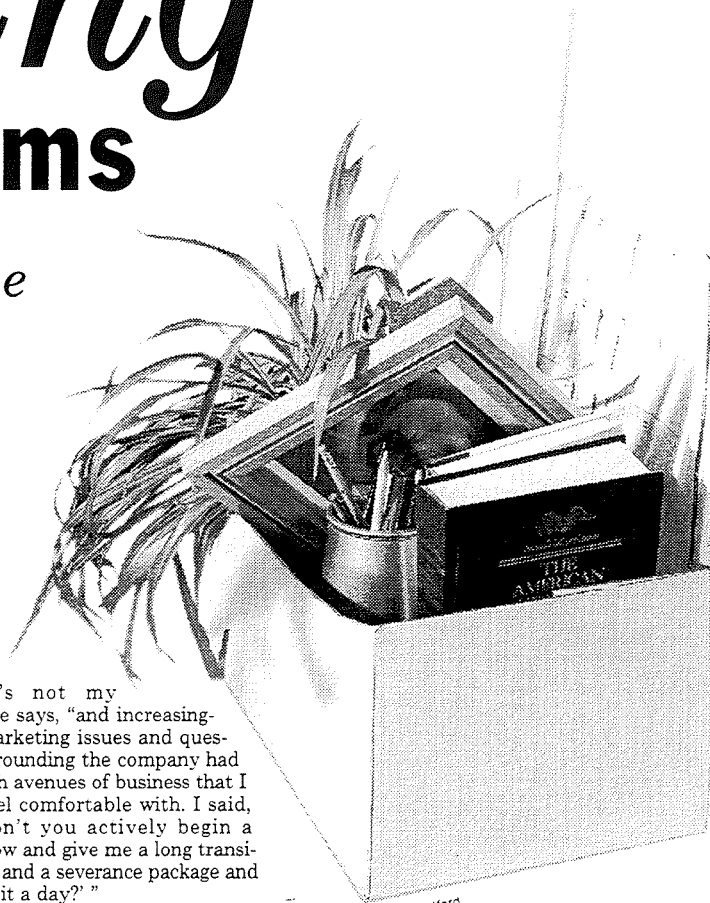 ny
ms
e
's not my
e says, “and increasing-
arketing issues and ques-
rounding the company had
h avenues of business that I
el comfortable with. I said,
on't you actively begin a
ow and give me a long transi-
and a severance package and
it a day?’ ”
THE
AMERICAN